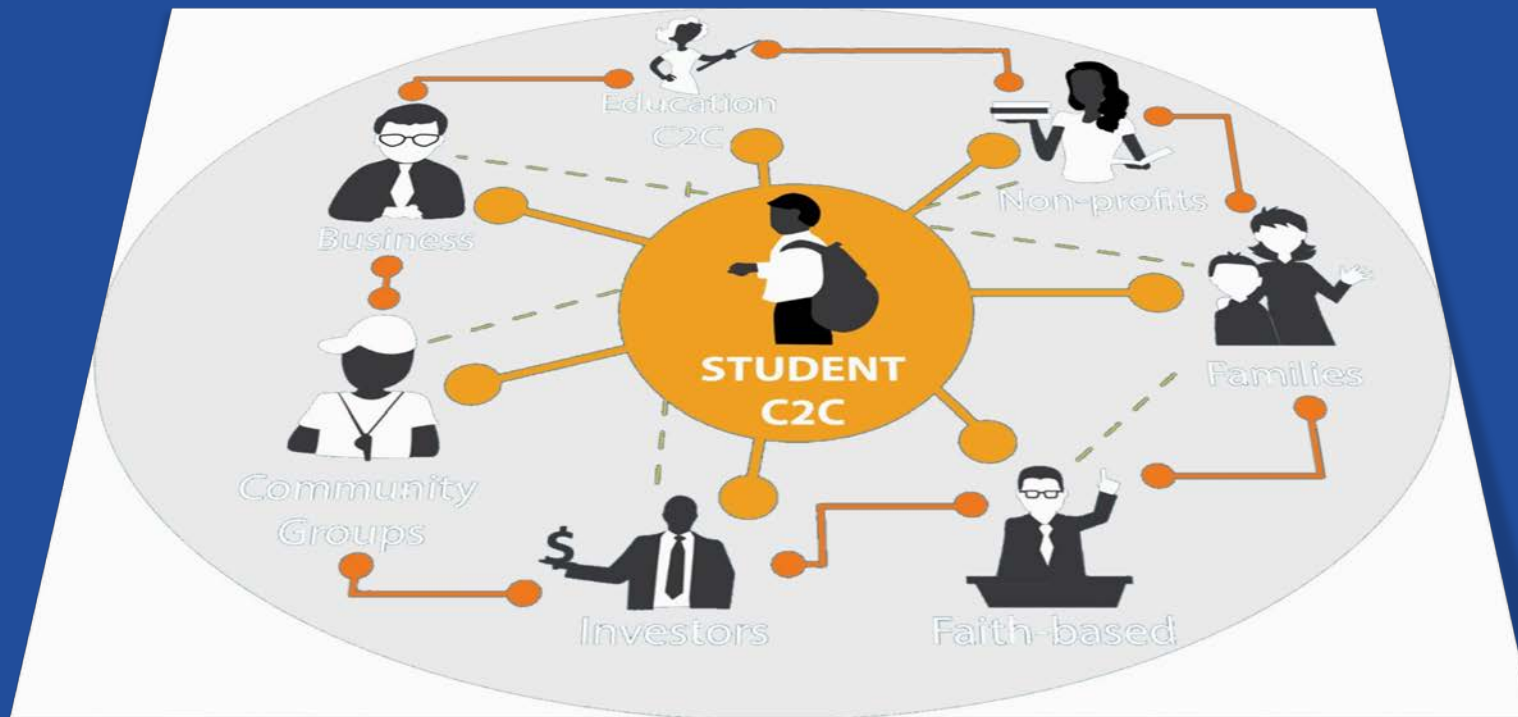 Education
C2C
Business
Non-profits
STUDENT
C2C
Families
Community
Groups
$
Investors
Faith-based